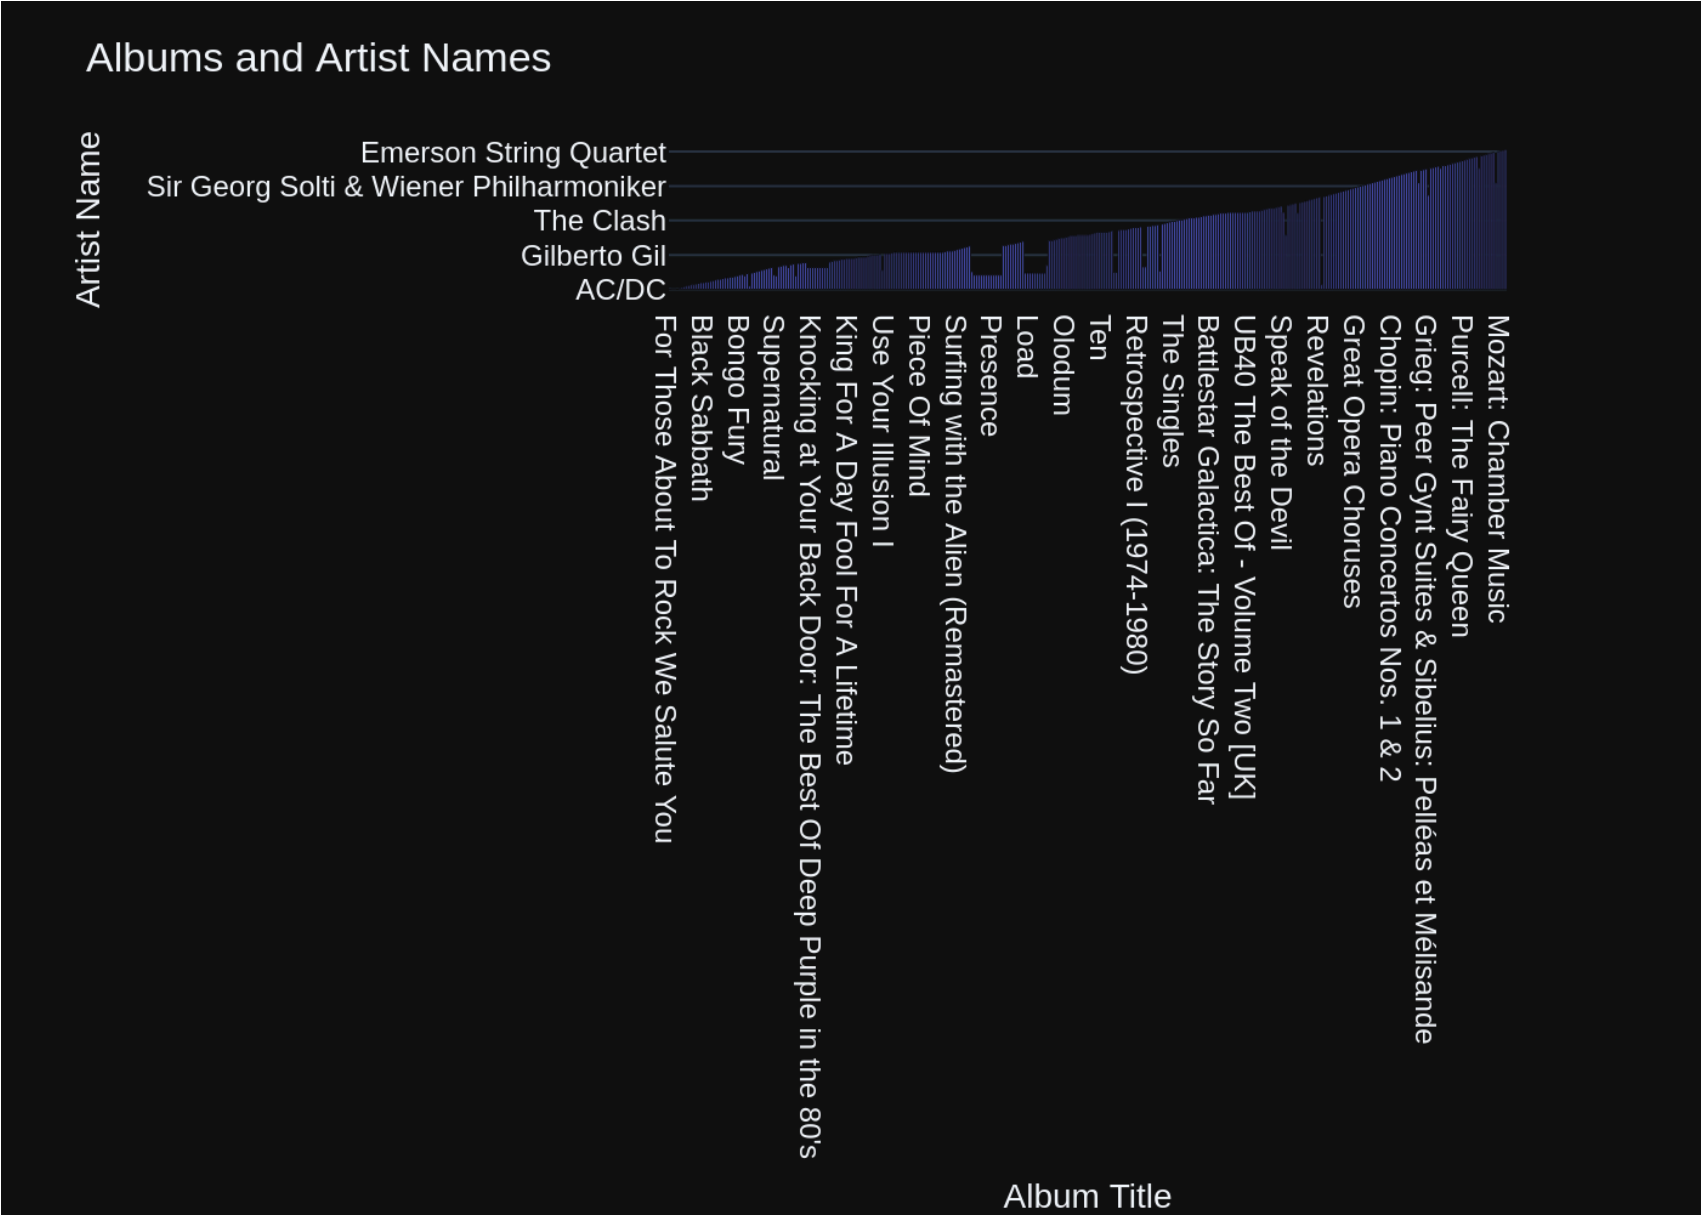 Albums and Artist Names
Artist Name
Emerson String Quartet
Sir Georg Solti & Wiener Philharmoniker
The Clash
Gilberto Gil
AC/DC
For Those About To Rock We Salute You
Black Sabbath
Bongo Fury
Supernatural
Knocking at Your Back Door: The Best Of Deep Purple in the 80's
King For A Day Fool For A Lifetime
Use Your Illusion I
Piece Of Mind
Surfing with the Alien (Remastered)
Presence
Load
Olodum
Ten
Retrospective I (1974-1980)
The Singles
Battlestar Galactica: The Story So Far
UB40 The Best Of - Volume Two [UK]
Speak of the Devil
Revelations
Great Opera Choruses
Chopin: Piano Concertos Nos. 1 & 2
Grieg: Peer Gynt Suites & Sibelius: Pelléas et Mélisande
Purcell: The Fairy Queen
Mozart: Chamber Music
Album Title